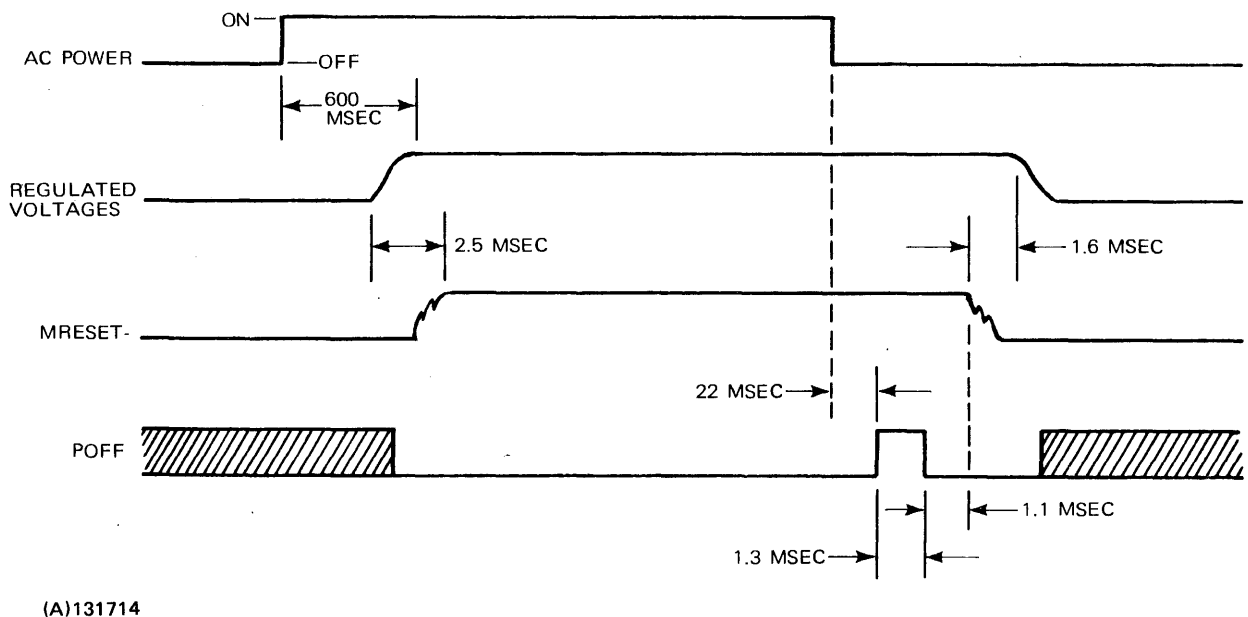 ON
AC POWER
OFF
600
MSEC
REGULATED
VOLTAGES
2.5 MSEC
1.6 MSEC
MRESET-
22 MSEC
POFF
1.1 MSEC
1.3 MSEC
(A)131714